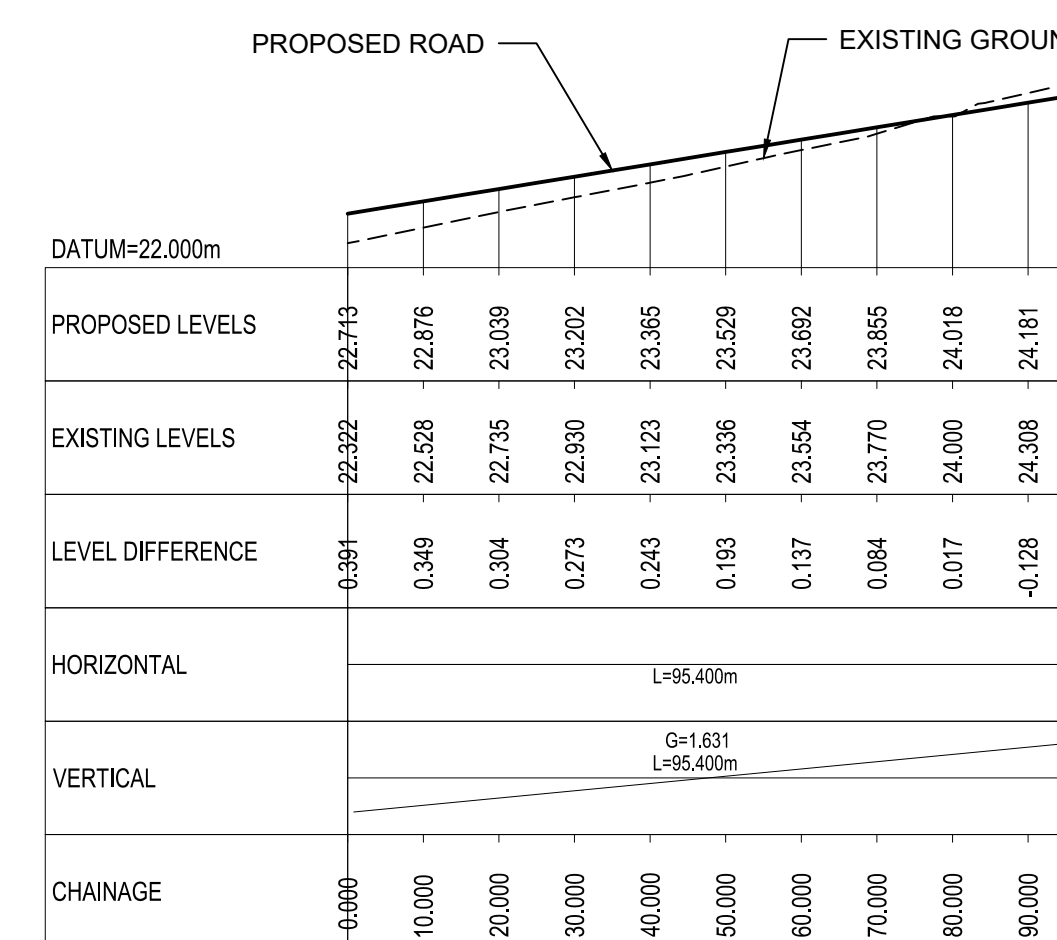 PROPOSED ROAD
EXISTING GROUN
DATUM=22.000m
PROPOSED LEVELS 22.713 22.876 23.039 23.202 23.365 23.529 23.692 23.855 24.018 24.181
EXISTING LEVELS 22.322 22.528 22.735 22.930 23.123 23.336 23.554 23.770 24.000 24.308
LEVEL DIFFERENCE 0.391 0.349 0.304 0.273 0.243 0.193 0.137 0.084 0.017 -0.128
HORIZONTAL
L=95.400m
VERTICAL
G=1.631
L=95.400m
CHAINAGE 0.000 10.000 20.000 30.000 40.000 50.000 60.000 70.000 80.000 90.000